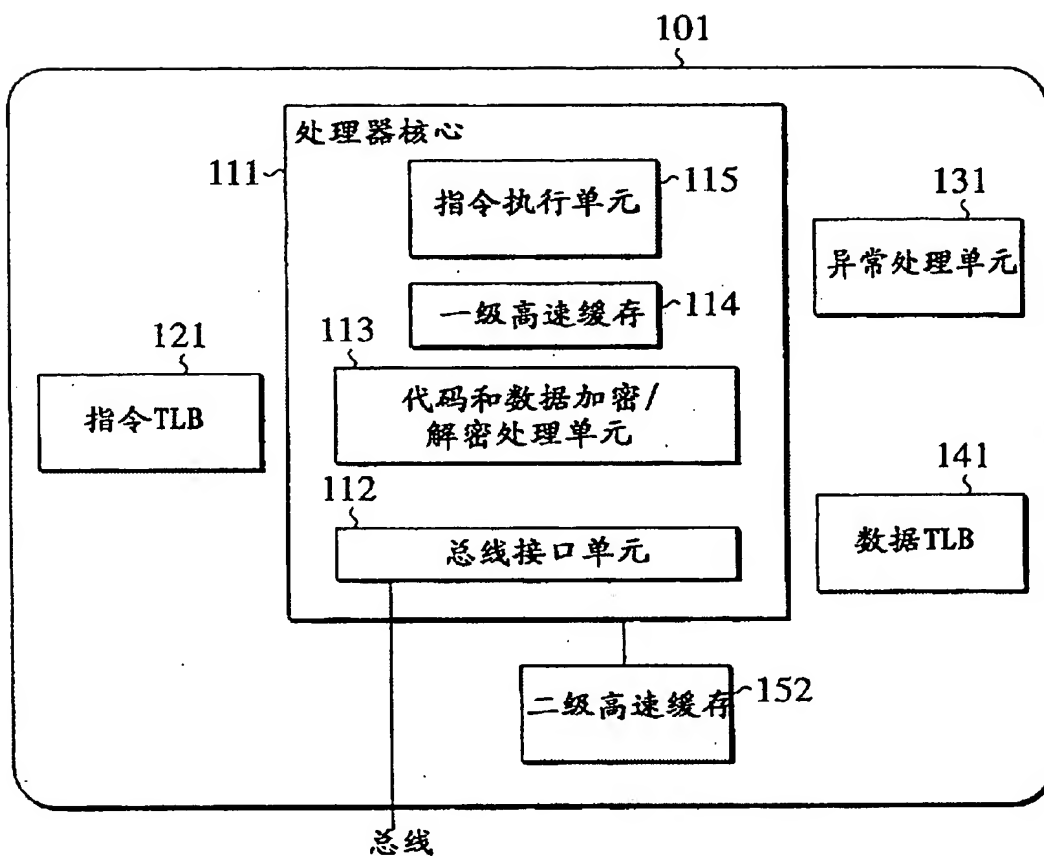 101
处理器核心
111
指令执行单元
115
131
异常处理单元
一级高速缓存
114
121
指令TLB
113
代码和数据加密/
解密处理单元
112
总线接口单元
141
数据TLB
二级高速缓存
152
总线